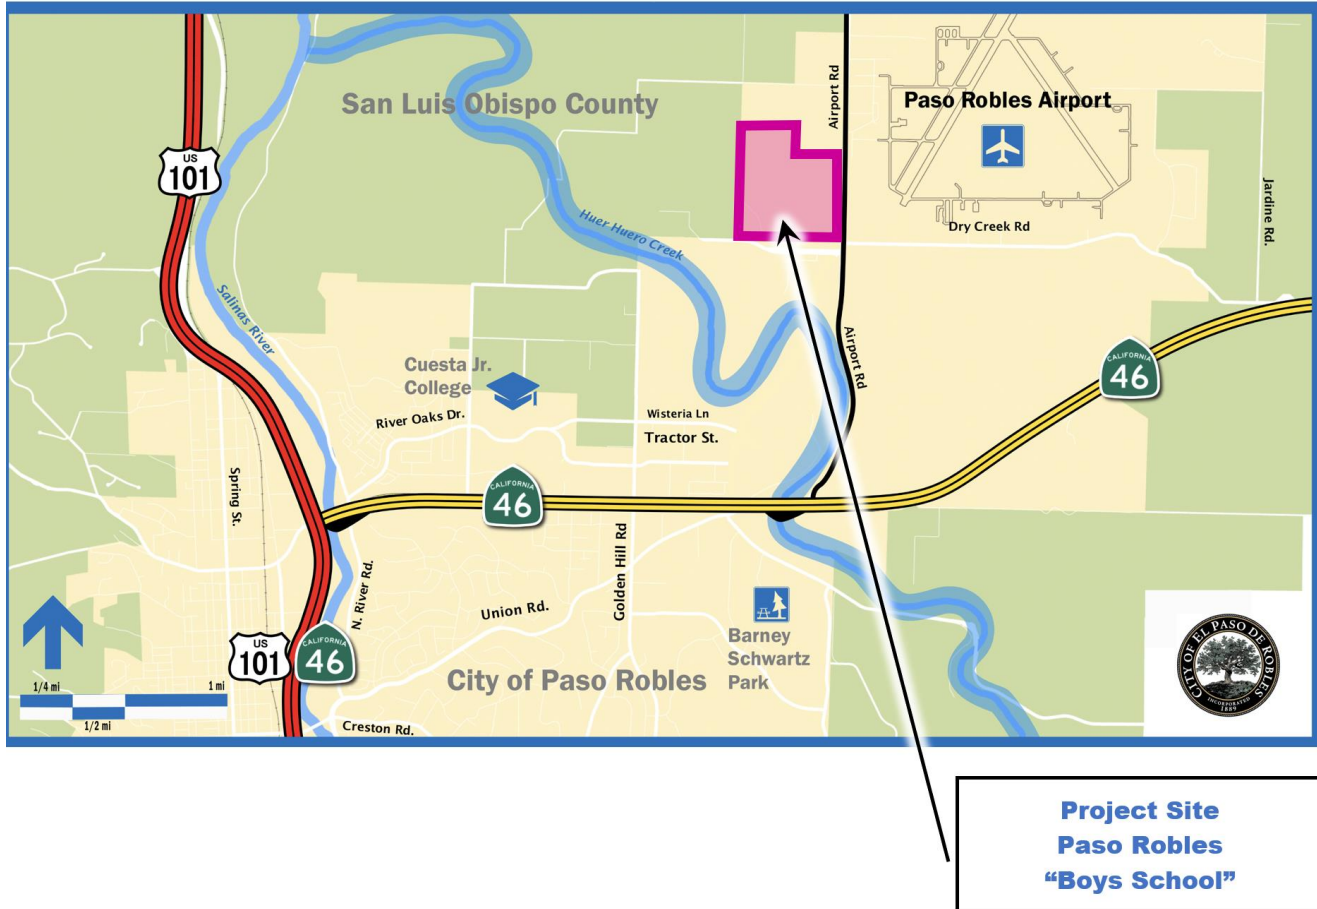 San Luis Obispo County
Airport Rd
Paso Robles Airport
US
101
Jardine Rd.
Huer Huero Creek
Dry Creek Rd
Salinas River
Airport Rd
Cuesta Jr.
College
CALIFORNIA
46
River Oaks Dr.
Wisteria Ln
Tractor St.
Spring St.
CALIFORNIA
46
N. River Rd.
Golden Hill Rd
Union Rd.
Barney
Schwartz
Park
US
101
CALIFORNIA
46
City of Paso Robles
CITY OF EL PASO DE ROBLES
INCORPORATED
1889
1/4 mi
1 mi
1/2 mi
Creston Rd.
Project Site
Paso Robles
“Boys School”